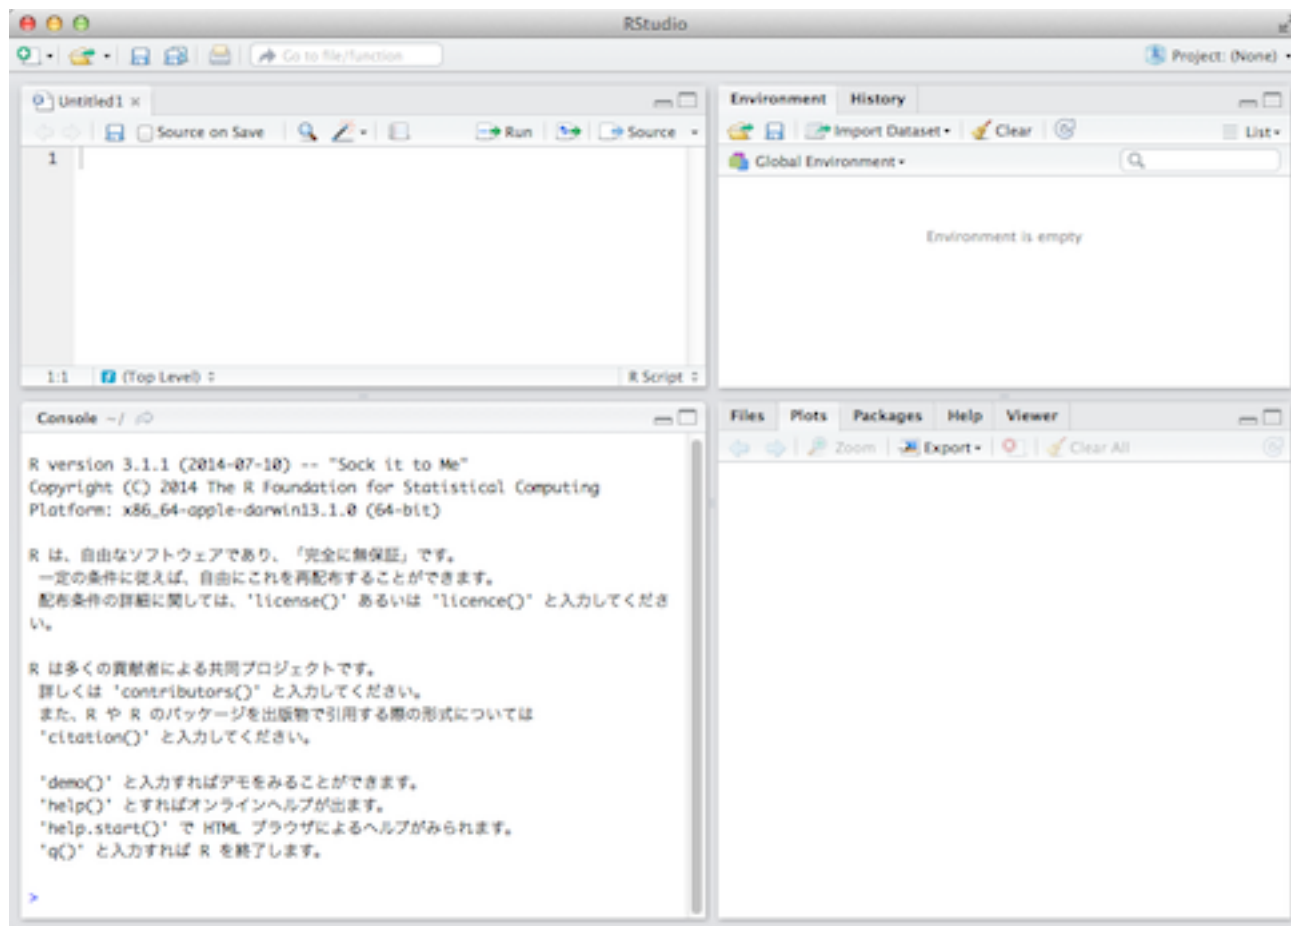 RStudio
Go to file/function
Project: (None)
Untitled1
Source on Save
Run
Source
1
1:1
(Top Level)
R Script
Environment
History
Import Dataset
Clear
List
Global Environment
Environment is empty
Console ~/
R version 3.1.1 (2014-07-10) -- "Sock it to Me"
Copyright (C) 2014 The R Foundation for Statistical Computing
Platform: x86_64-apple-darwin13.1.0 (64-bit)
R は、自由なソフトウェアであり、「完全に無保証」です。
一定の条件に従えば、自由にこれを再配布することができます。
配布条件の詳細に関しては、'license()' あるいは 'licence()' と入力してくださ
い。
R は多くの貢献者による共同プロジェクトです。
詳しくは 'contributors()' と入力してください。
また、R や R のパッケージを出版物で引用する際の形式については
'citation()' と入力してください。
'demo()' と入力すればデモをみることができます。
'help()' とすればオンラインヘルプが出ます。
'help.start()' で HTML ブラウザによるヘルプがみられます。
'q()' と入力すれば R を終了します。
>
Files
Plots
Packages
Help
Viewer
Zoom
Export
Clear All